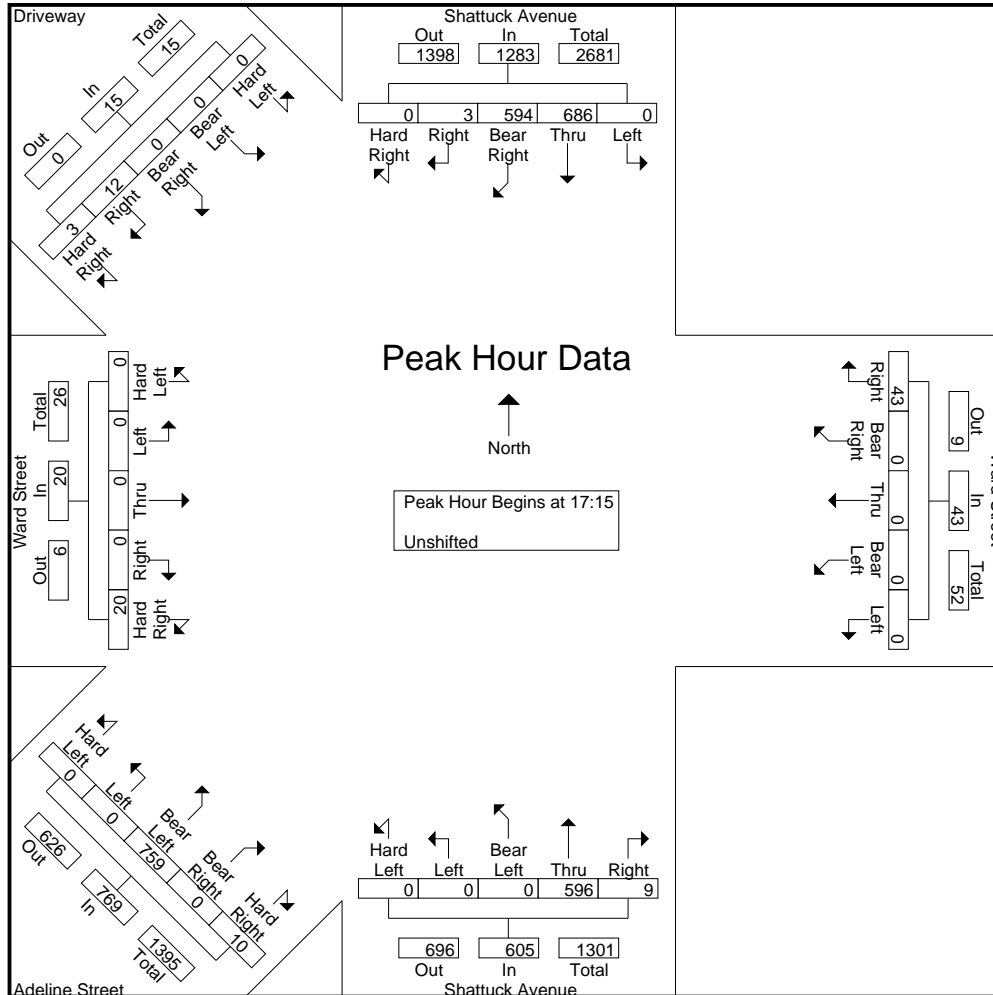 Driveway
Out
In
Total
0
15
15
3
12
0
0
0
Hard Right
Right
Bear Right
Bear Left
Hard Left
Shattuck Avenue
Out In Total
1398 1283 2681
0 3 594 686 0
Hard Right
Right
Bear Right
Thru
Left
Peak Hour Data
North
Peak Hour Begins at 17:15
Unshifted
Ward Street
Total
In
Out
26
20
6
0
0
0
0
20
Hard Left
Left
Thru
Right
Hard Right
Out
In
Total
9
43
52
43
0
0
0
0
Right
Bear Right
Thru
Bear Left
Left
Hard Left
Left
Bear Left
Bear Right
Hard Right
0
0
759
0
10
626
769
1395
Out
In
Total
Adeline Street
Hard Left
Left
Bear Left
Thru
Right
0 0 0 596 9
696 605 1301
Out In Total
Shattuck Avenue